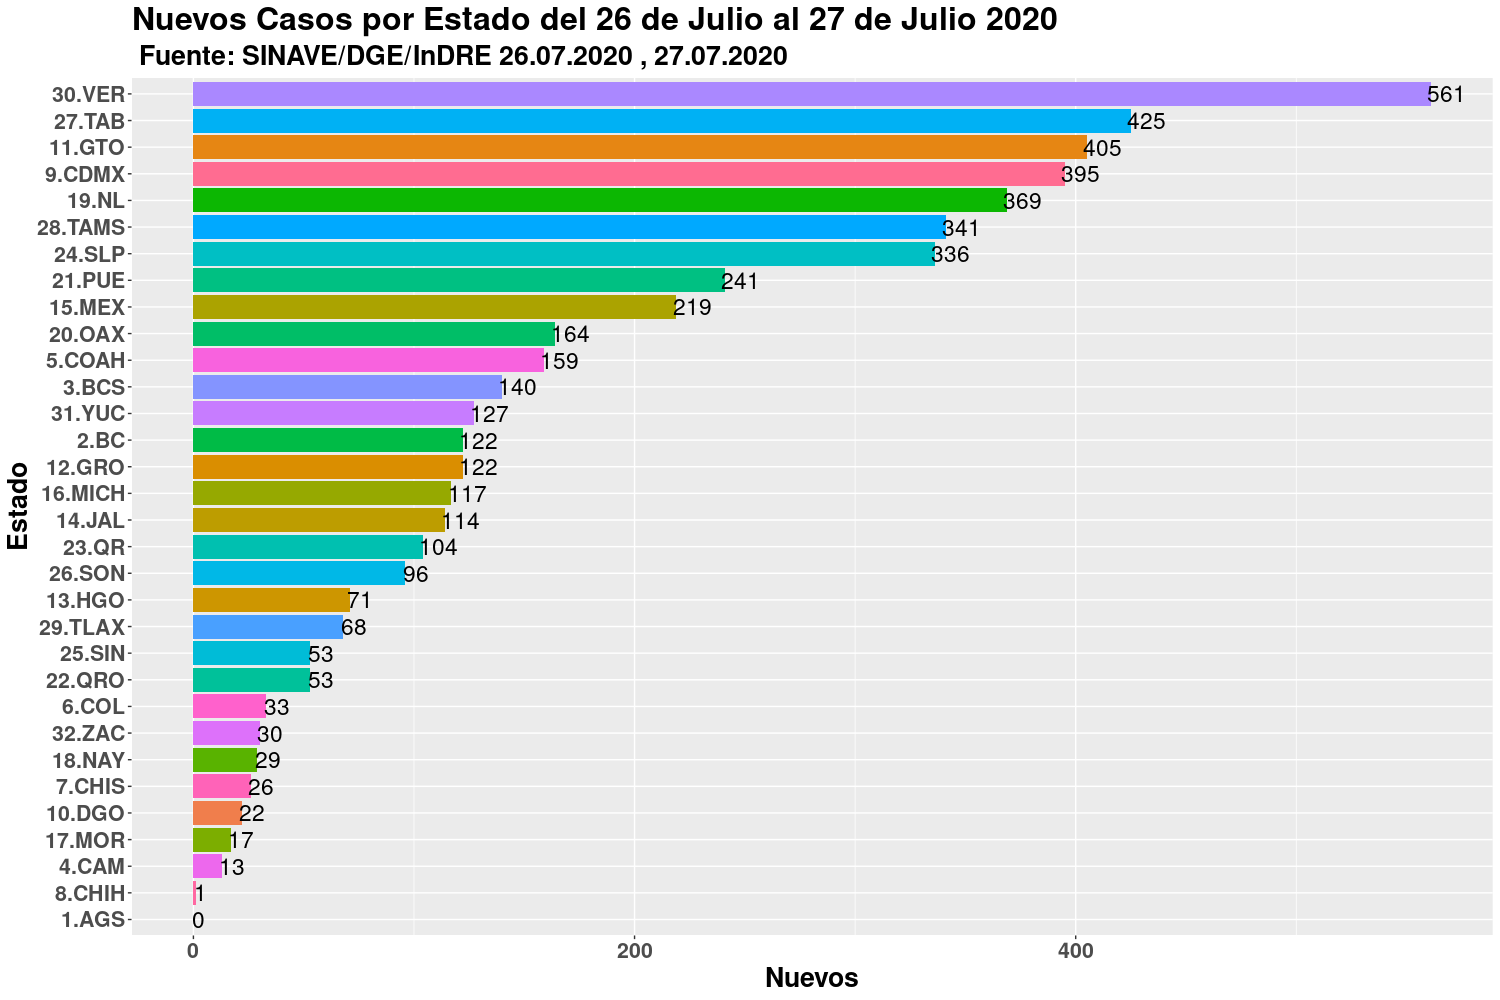 Nuevos Casos por Estado del 26 de Julio al 27 de Julio 2020
Fuente: SINAVE/DGE/InDRE 26.07.2020 , 27.07.2020
Estado
30.VER 561
27.TAB 425
11.GTO 405
9.CDMX 395
19.NL 369
28.TAMS 341
24.SLP 336
21.PUE 241
15.MEX 219
20.OAX 164
5.COAH 159
3.BCS 140
31.YUC 127
2.BC 122
12.GRO 122
16.MICH 117
14.JAL 114
23.QR 104
26.SON 96
13.HGO 71
29.TLAX 68
25.SIN 53
22.QRO 53
6.COL 33
32.ZAC 30
18.NAY 29
7.CHIS 26
10.DGO 22
17.MOR 17
4.CAM 13
8.CHIH 1
1.AGS 0
0 200 400
Nuevos